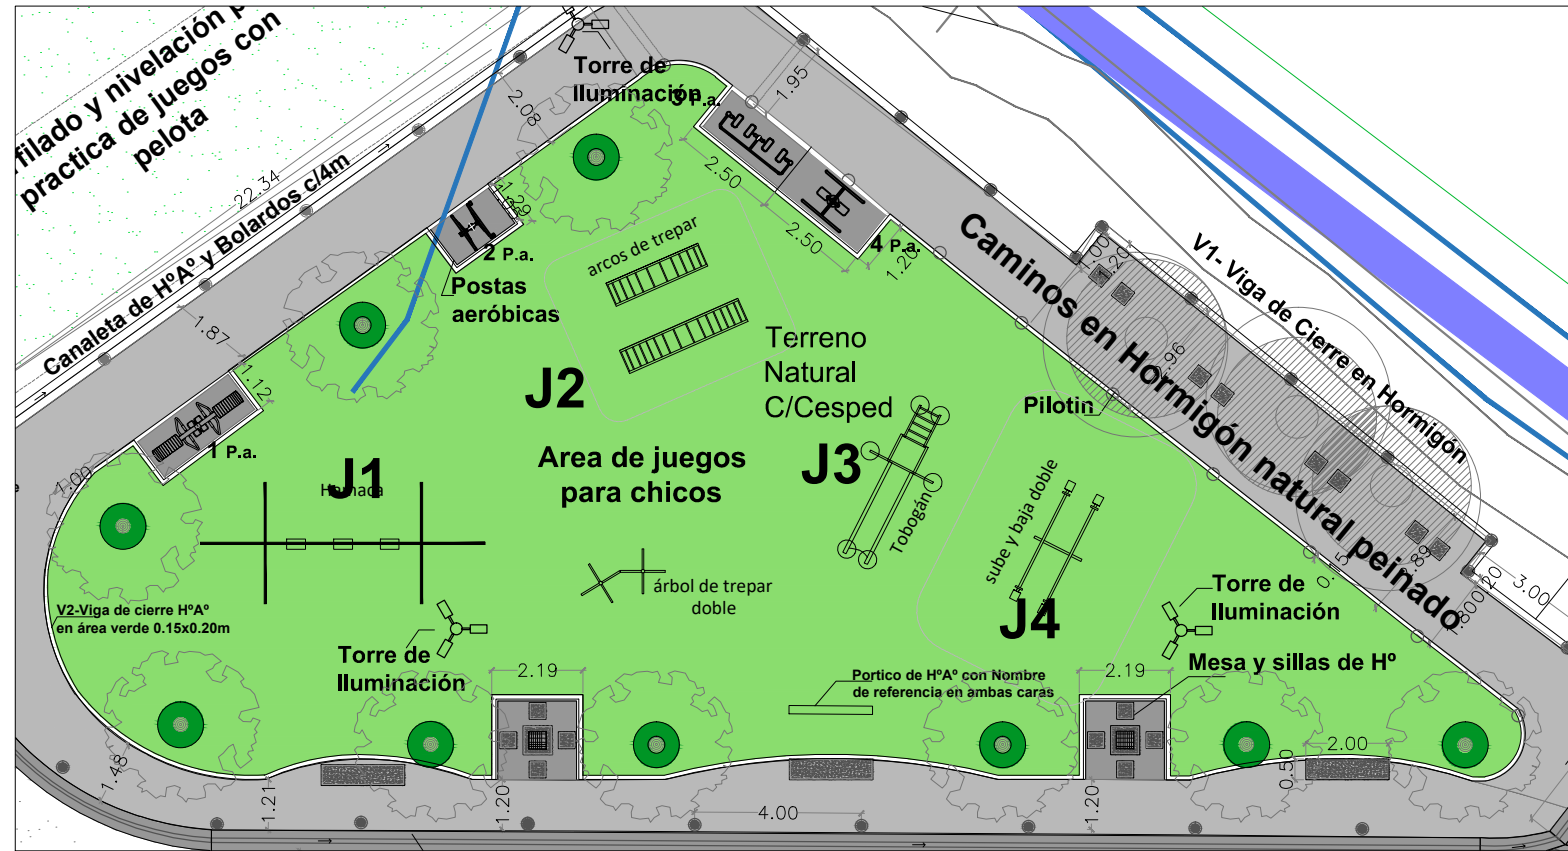 filado y nivelación p
practica de juegos con
pelota
Torre de
Iluminación
3 P.a.
1.95
2.08
22.34
Canaleta de HºAº y Bolardos c/4m
1.29
2 P.a.
Postas
aeróbicas
2.50
2.50
4 P.a.
1.20
arcos de trepar
Caminos en Hormigón natural peinado
V1- Viga de Cierre en Hormigón
1.20
1.87
1.12
1 P.a.
1.00
J2
Terreno
Natural
C/Cesped
Pilotin
J1
Hamaca
Area de juegos
para chicos
J3
Tobogán
sube y baja doble
J4
árbol de trepar
doble
V2-Viga de cierre HºAº
en área verde 0.15x0.20m
Torre de
Iluminación
Torre de
Iluminación
Mesa y sillas de Hº
3.00
2.19
Portico de HºAº con Nombre
de referencia en ambas caras
2.19
2.00
0.50
1.48
1.21
1.20
4.00
1.20